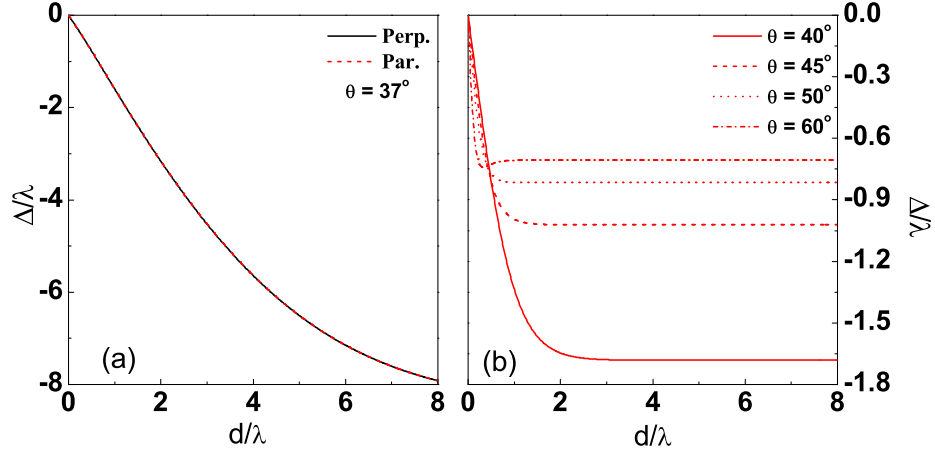 Perp.
Par.
θ = 37°
0
-2
-4
-6
-8
Δ/λ
(a)
0
2
4
6
8
d/λ
θ = 40°
θ = 45°
θ = 50°
θ = 60°
0.0
-0.3
-0.6
-0.9
-1.2
-1.5
-1.8
Δ/λ
(b)
0
2
4
6
8
d/λ